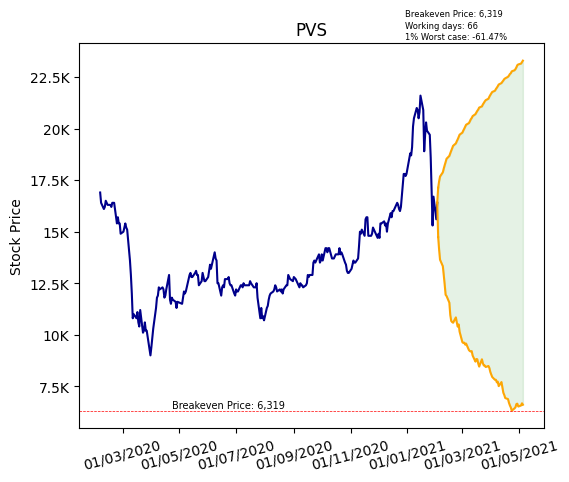 Breakeven Price: 6,319
Working days: 66
1% Worst case: -61.47%
PVS
Stock Price
22.5K
20K
17.5K
15K
12.5K
10K
7.5K
Breakeven Price: 6,319
01/03/2020
01/05/2020
01/07/2020
01/09/2020
01/11/2020
01/01/2021
01/03/2021
01/05/2021